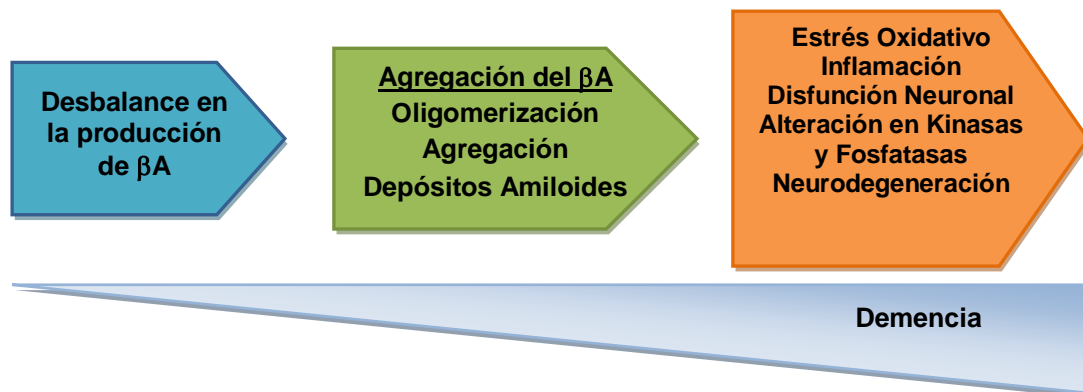 Desbalance en
la producción
de βA
Agregación del βA
Oligomerización
Agregación
Depósitos Amiloides
Estrés Oxidativo
Inflamación
Disfunción Neuronal
Alteración en Kinasas
y Fosfatasas
Neurodegeneración
Demencia